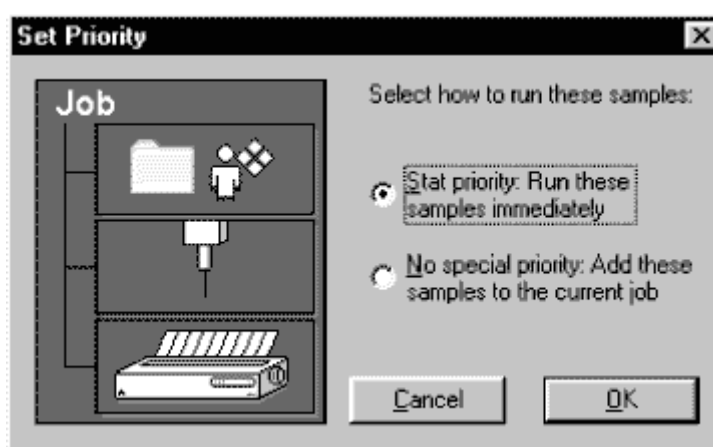 Set Priority
Job
Select how to run these samples:
Stat priority: Run these
samples immediately
No special priority: Add these
samples to the current job
Cancel
OK